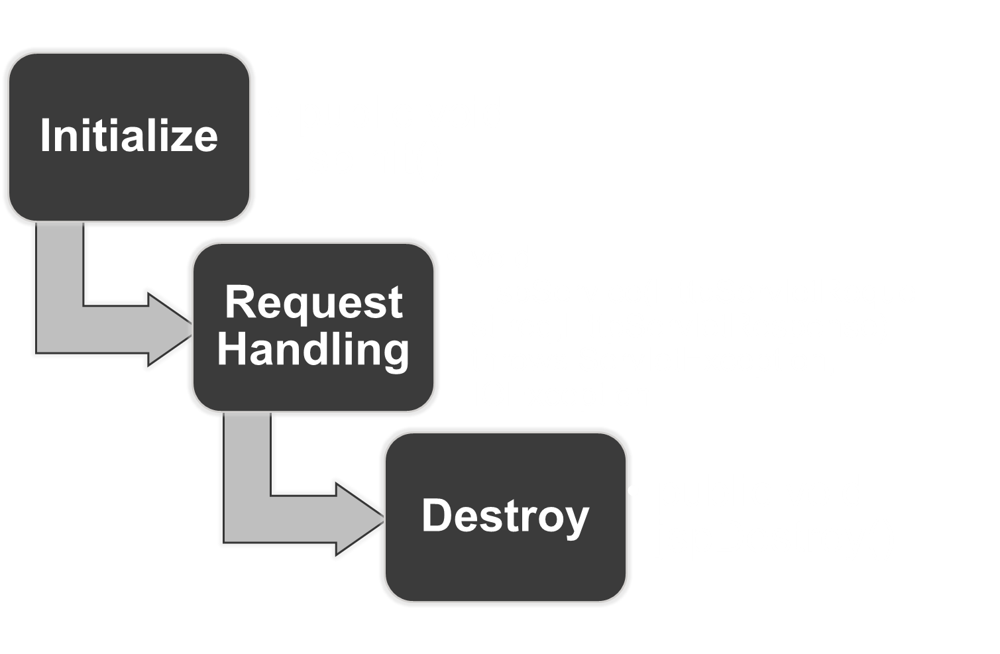 Initialize
Request
Handling
Destroy